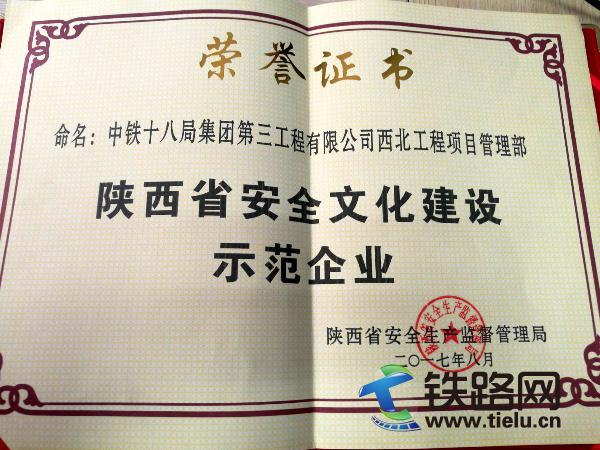 荣誉证书
命名：中铁十八局集团第三工程有限公司西北工程项目管理部
陕西省安全文化建设
示范企业
陕西省安全生产监督管理局
二〇一七年八月
铁路网
www.tielu.cn